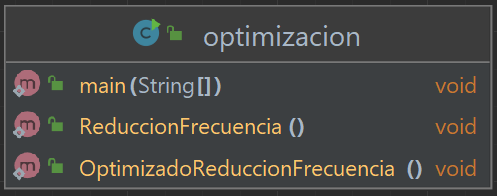 optimizacion
main(String[]) void
ReduccionFrecuencia () void
OptimizadoReduccionFrecuencia () void